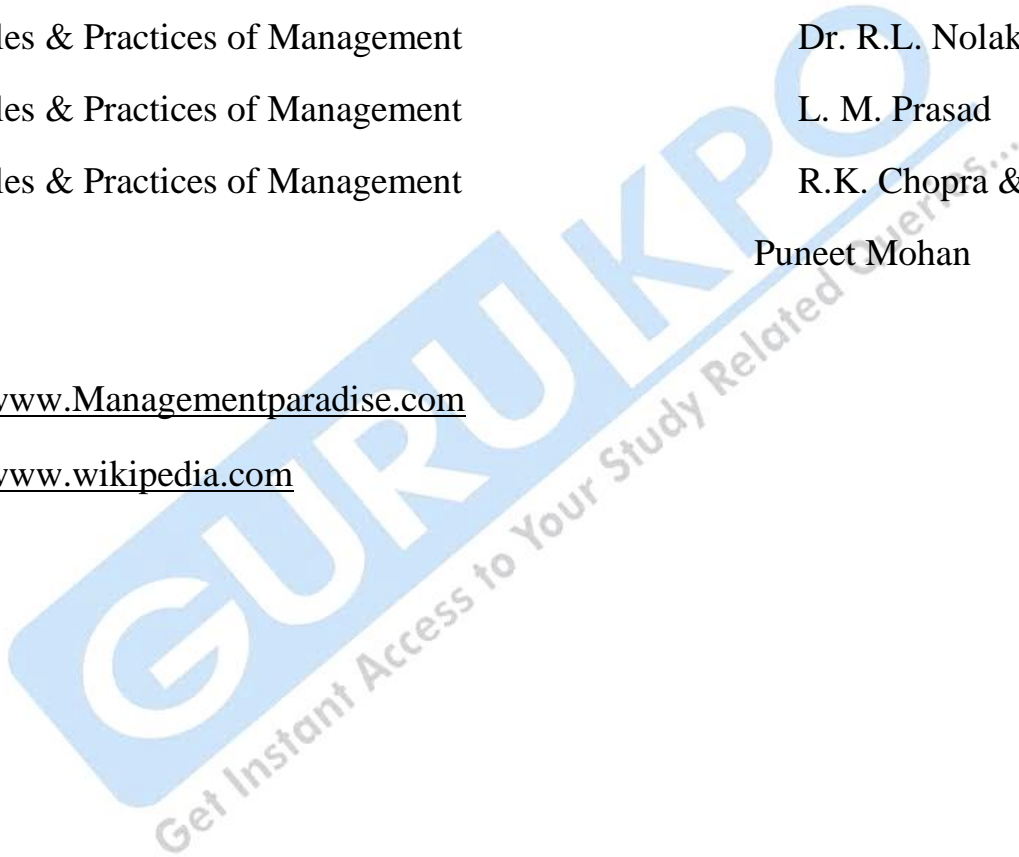 les & Practices of Management Dr. R.L. Nolak
les & Practices of Management L. M. Prasad
les & Practices of Management R.K. Chopra &
Puneet Mohan
www.Managementparadise.com
www.wikipedia.com
GURUKPO
Get Instant Access to Your Study Related Queries...